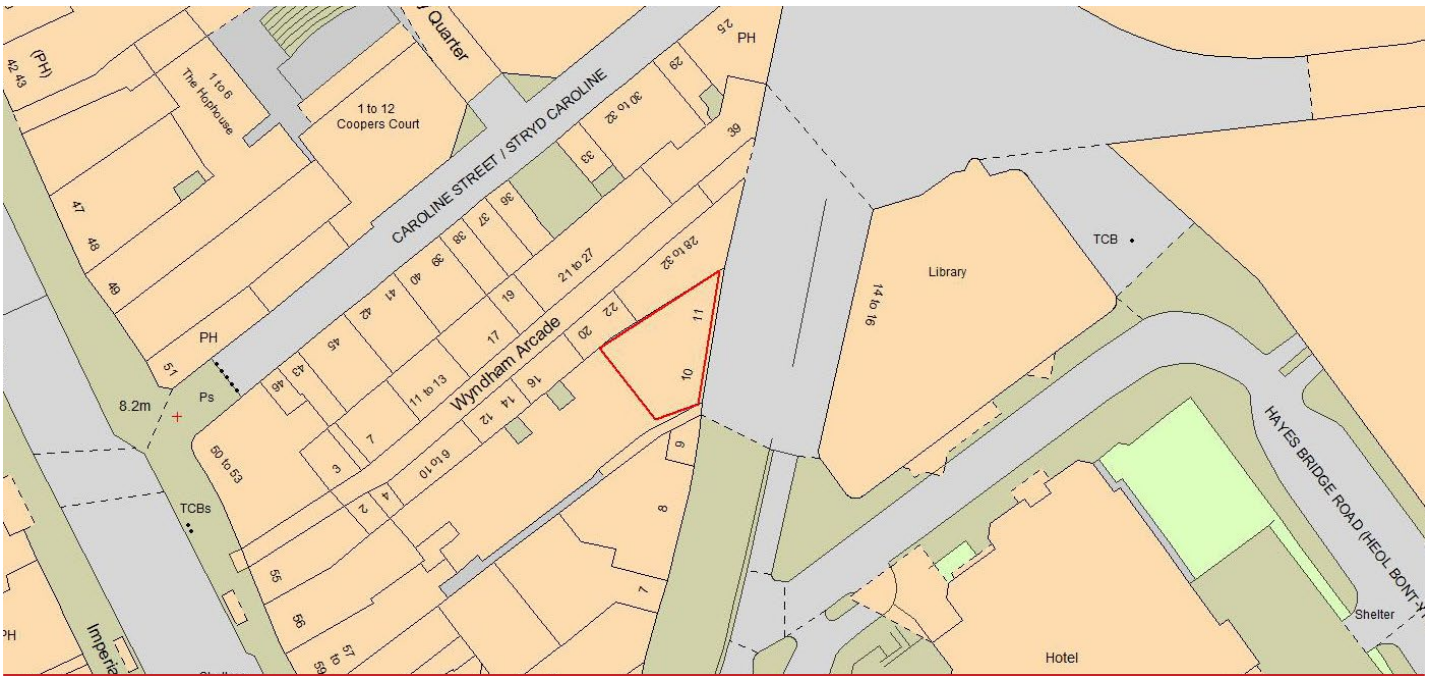 42 43
(PH)
1 to 6
The Hophouse
Quarter
1 to 12
Coopers Court
CAROLINE STREET / STRYD CAROLINE
25
PH
29
30 to 32
33
39
36
37
38
39
40
41
42
45
43
46
47
48
49
51
PH
Ps
8.2m
50 to 53
TCBs
21 to 27
19
17
11 to 13
7
3
Wyndham Arcade
28 to 32
22
20
16
14
12
6 to 10
4
2
11
10
9
8
7
55
56
57
to
59
PH
Imperia
14 to 16
Library
TCB
HAYES BRIDGE ROAD (HEOL BONT-Y
Shelter
Hotel